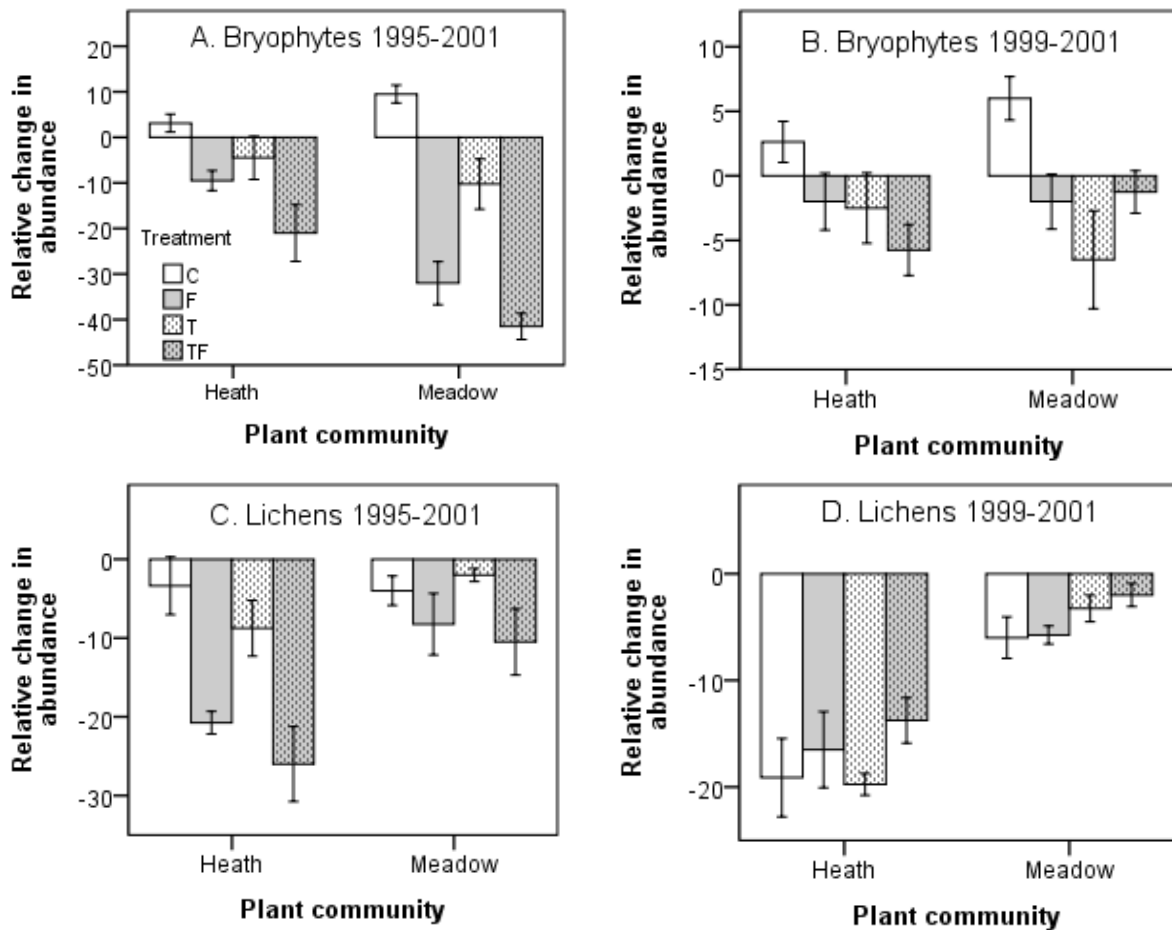 A. Bryophytes 1995-2001
Relative change in
abundance
20
10
0
-10
-20
-30
-40
-50
Treatment
C
F
T
TF
Heath
Meadow
Plant community
B. Bryophytes 1999-2001
Relative change in
abundance
10
5
0
-5
-10
-15
Heath
Meadow
Plant community
C. Lichens 1995-2001
Relative change in
abundance
0
-10
-20
-30
Heath
Meadow
Plant community
D. Lichens 1999-2001
Relative change in
abundance
0
-10
-20
Heath
Meadow
Plant community